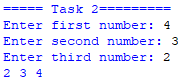 ===== Task 2=========
Enter first number: 4
Enter second number: 3
Enter third number: 2
2 3 4